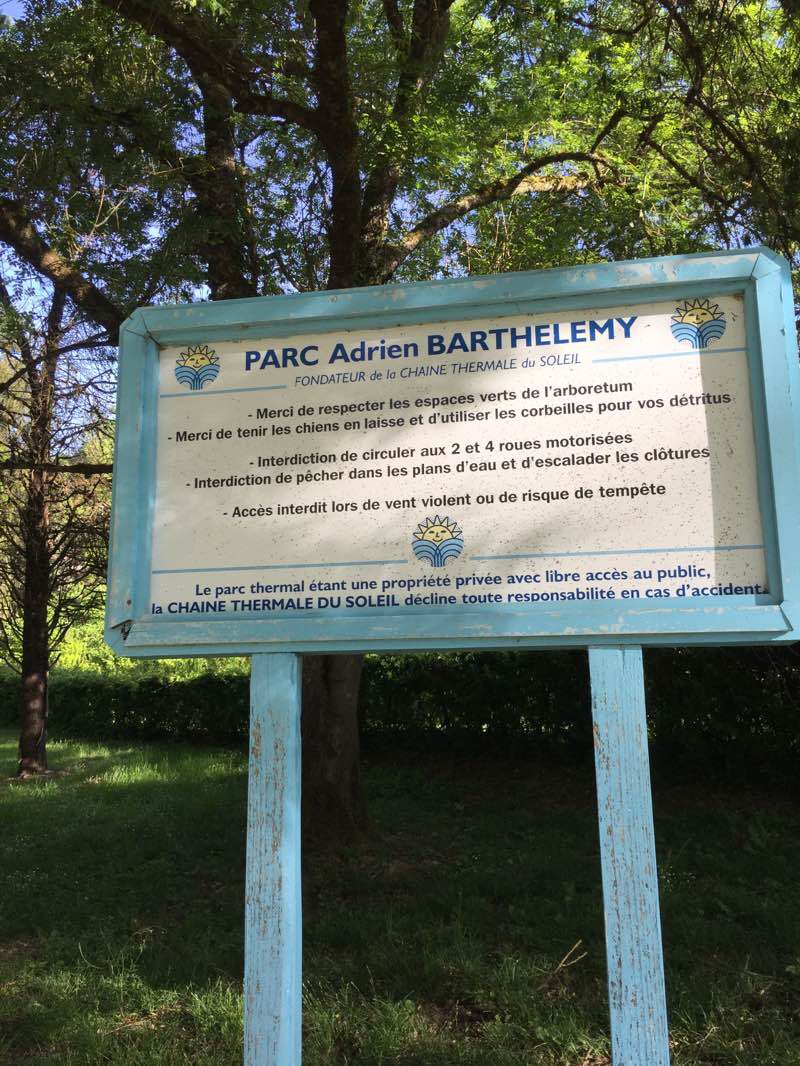 PARC Adrien BARTHELEMY
FONDATEUR de la CHAINE THERMALE du SOLEIL
- Merci de respecter les espaces verts de l'arboretum
- Merci de tenir les chiens en laisse et d'utiliser les corbeilles pour vos détritus
- Interdiction de circuler aux 2 et 4 roues motorisées
- Interdiction de pêcher dans les plans d'eau et d'escalader les clôtures
- Accès interdit lors de vent violent ou de risque de tempête
Le parc thermal étant une propriété privée avec libre accès au public,
la CHAINE THERMALE DU SOLEIL décline toute responsabilité en cas d'accident.